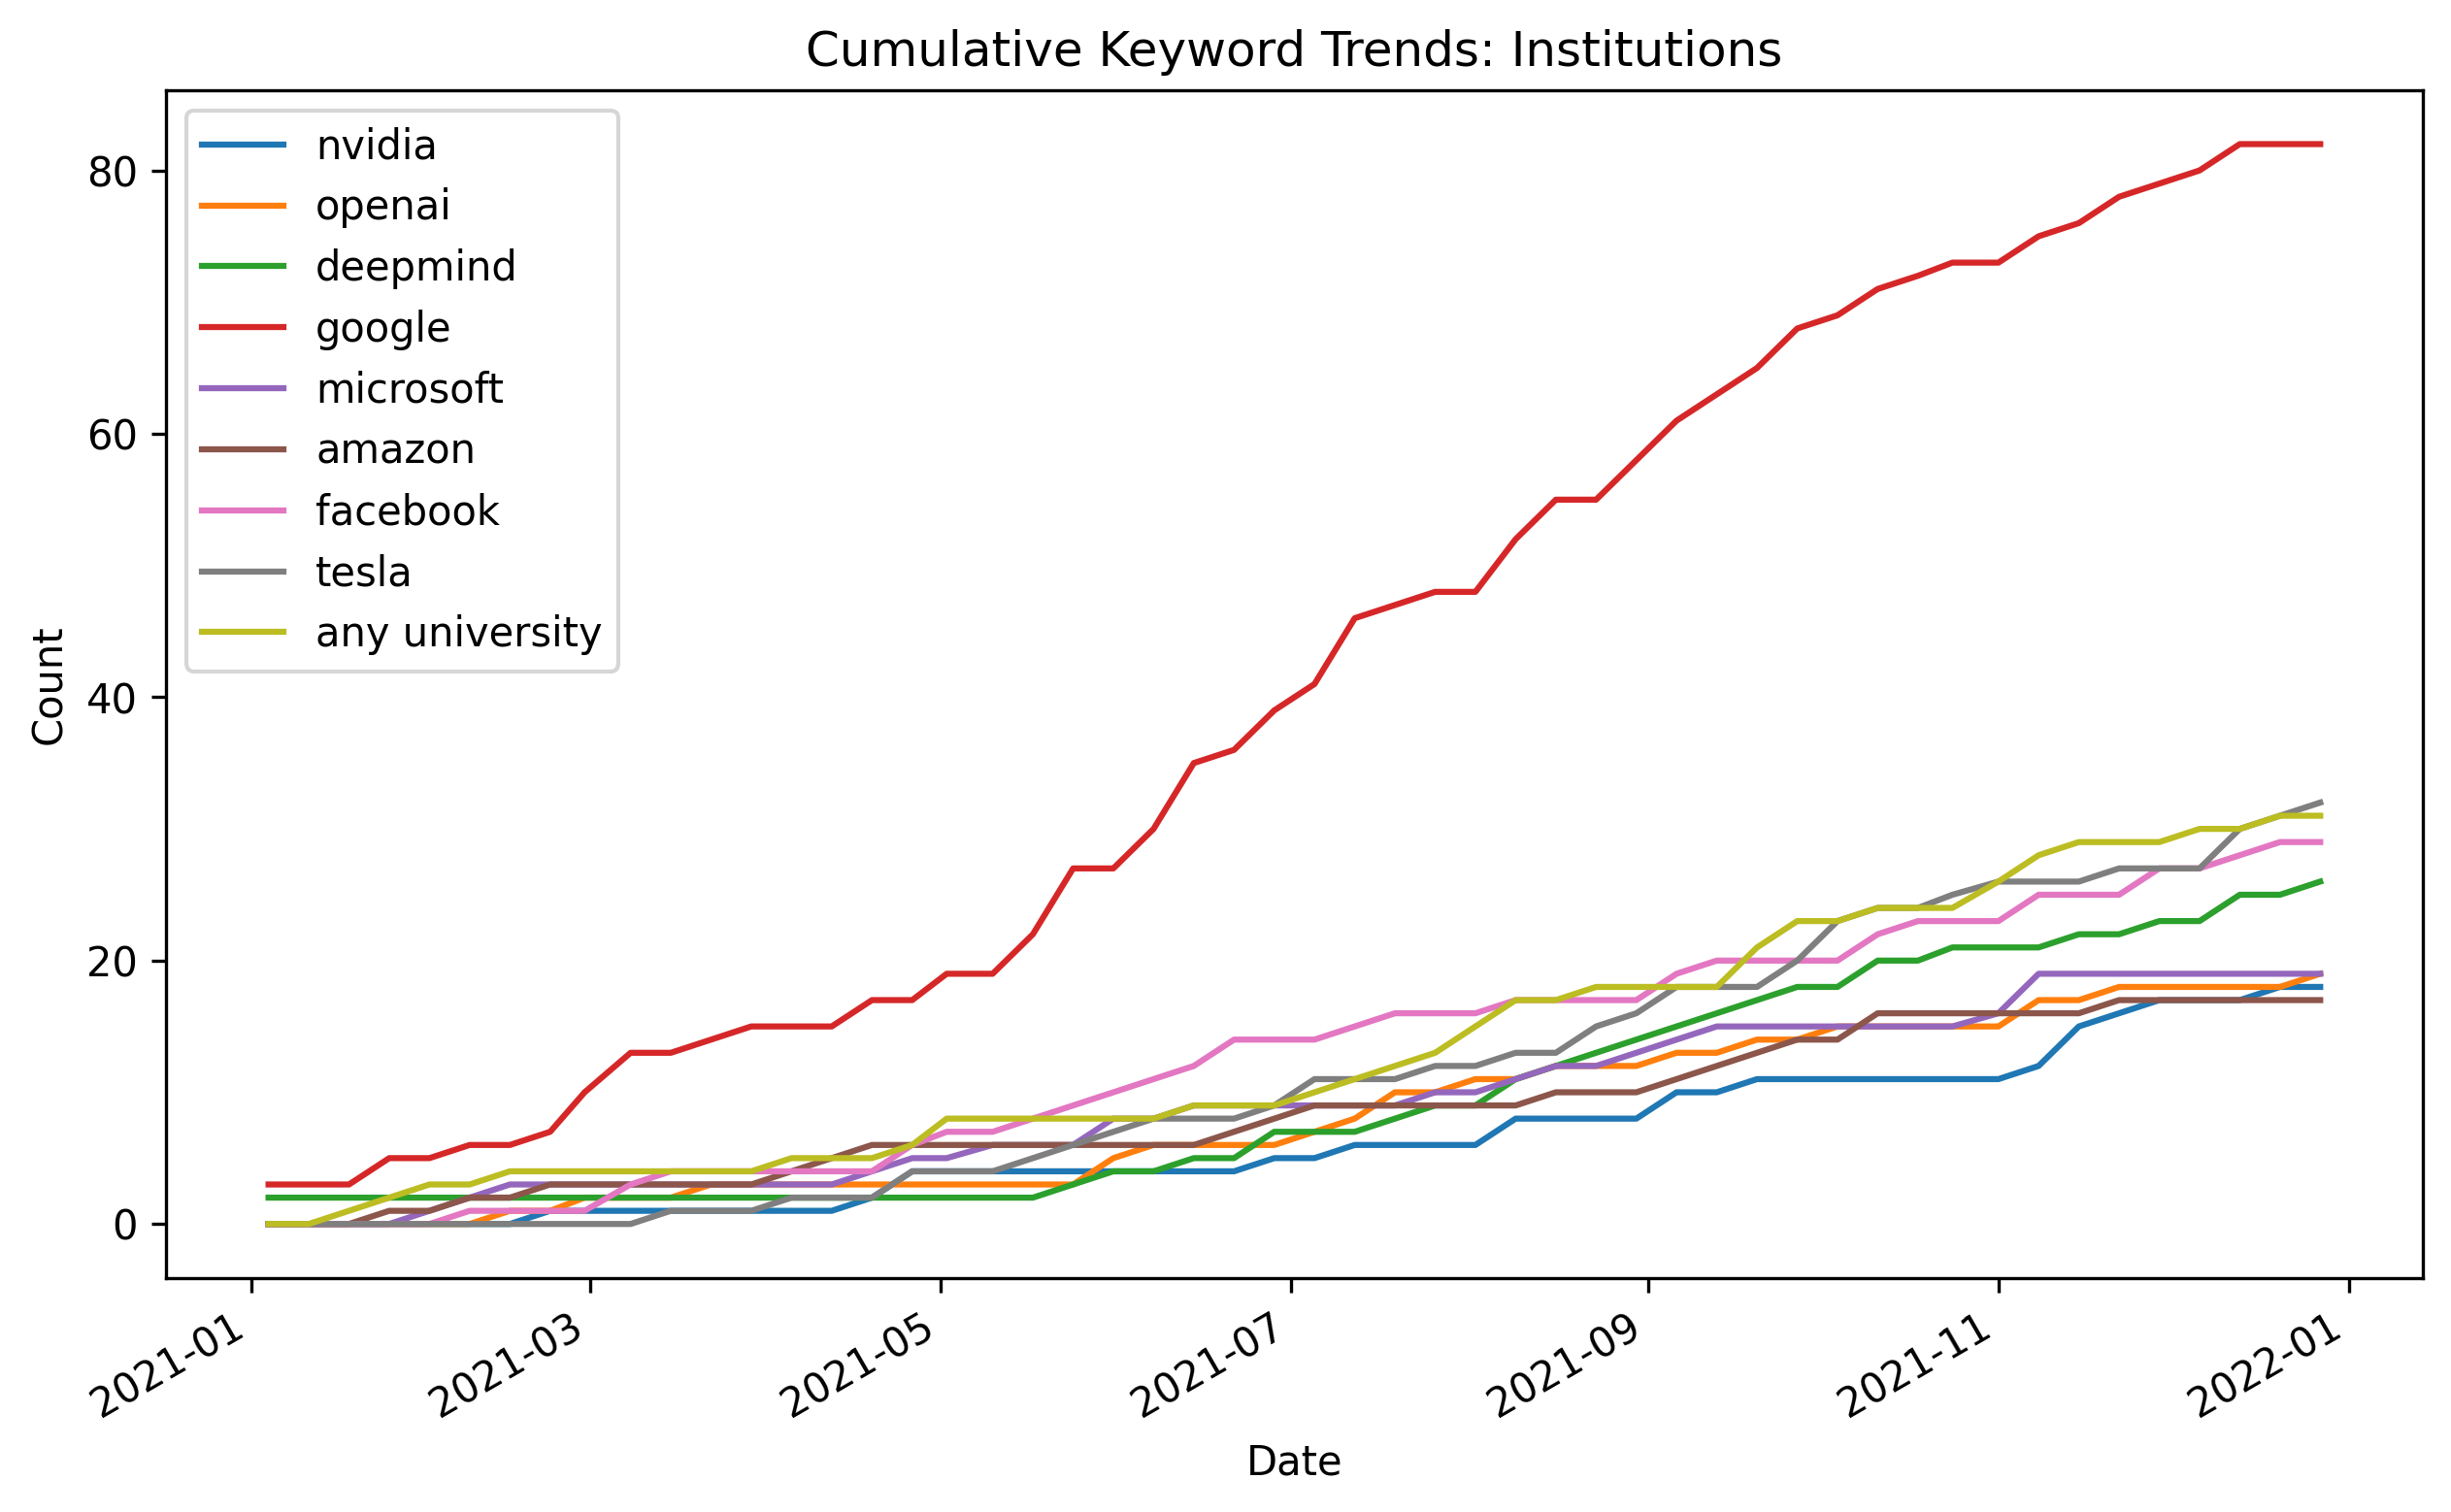 Cumulative Keyword Trends: Institutions
nvidia
openai
deepmind
google
microsoft
amazon
facebook
tesla
any university
Count
80
60
40
20
0
2021-01
2021-03
2021-05
2021-07
2021-09
2021-11
2022-01
Date